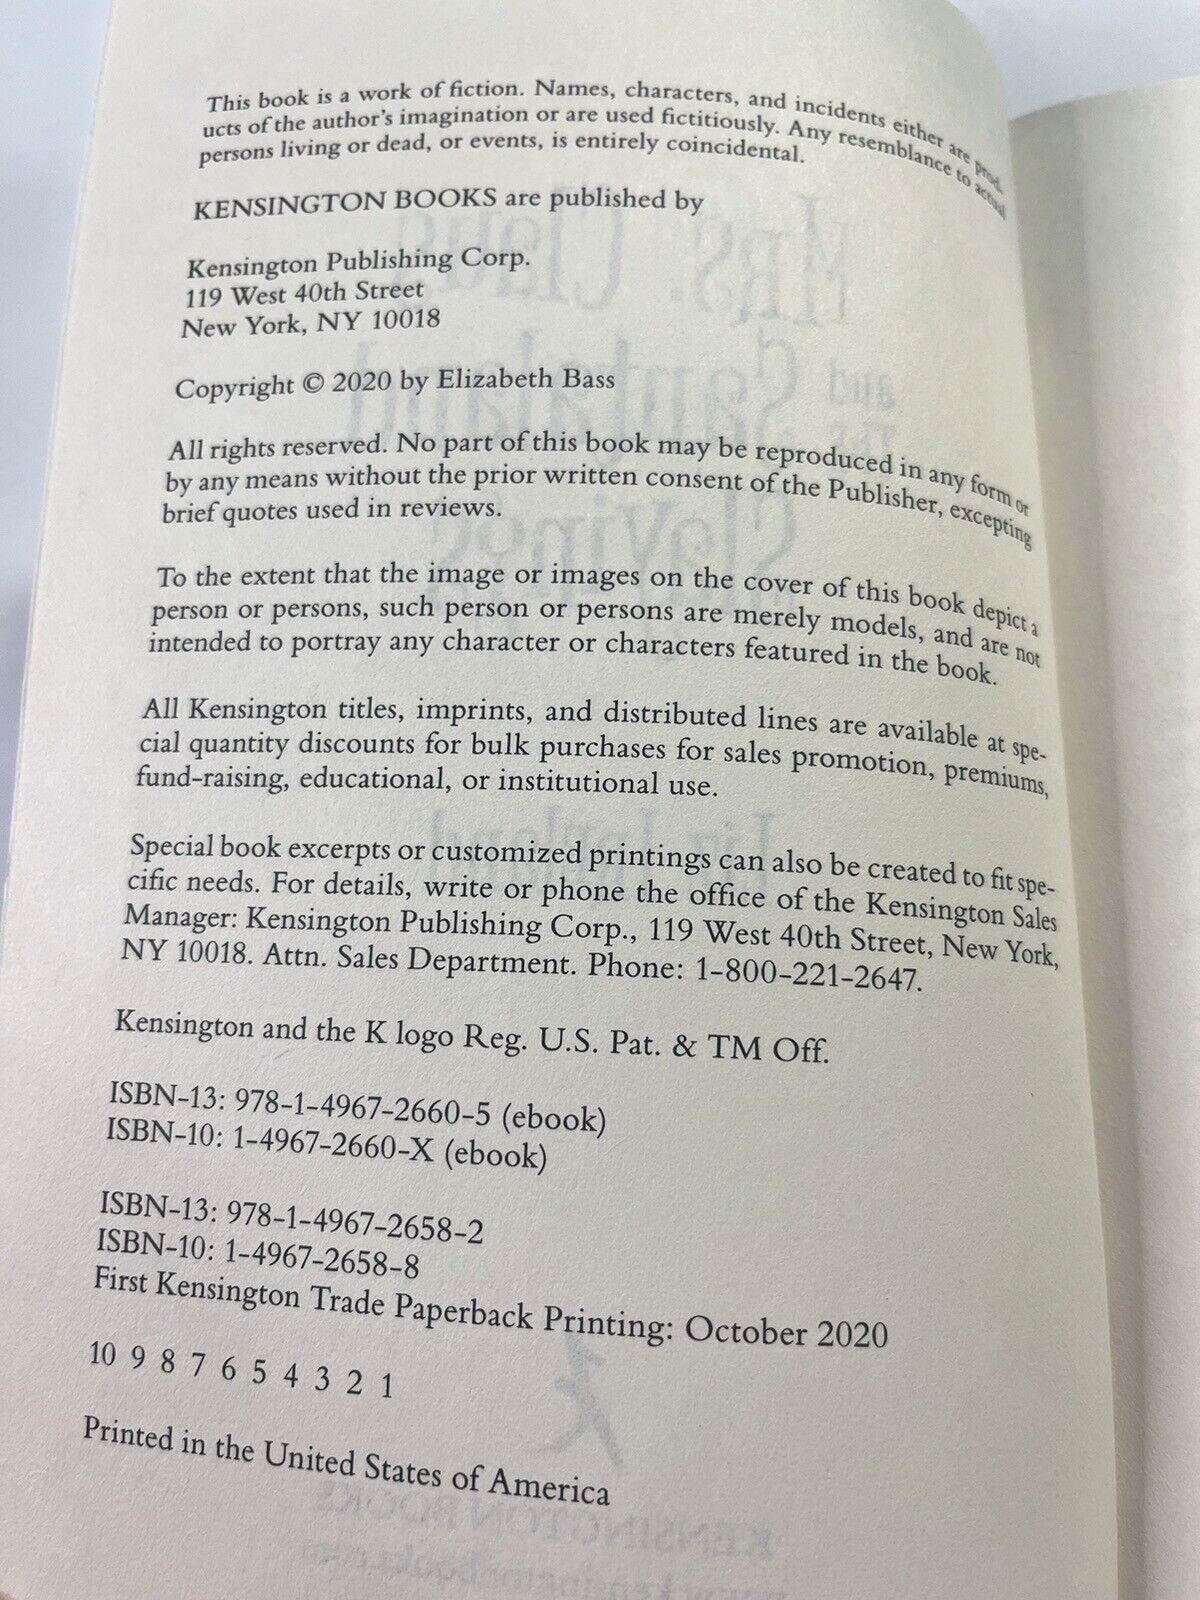 This book is a work of fiction. Names, characters, and incidents either are prod-
ucts of the author's imagination or are used fictitiously. Any resemblance to actual
persons living or dead, or events, is entirely coincidental.
KENSINGTON BOOKS are published by
Kensington Publishing Corp.
119 West 40th Street
New York, NY 10018
Copyright © 2020 by Elizabeth Bass
All rights reserved. No part of this book may be reproduced in any form or
by any means without the prior written consent of the Publisher, excepting
brief quotes used in reviews.
To the extent that the image or images on the cover of this book depict a
person or persons, such person or persons are merely models, and are not
intended to portray any character or characters featured in the book.
All Kensington titles, imprints, and distributed lines are available at spe-
cial quantity discounts for bulk purchases for sales promotion, premiums,
fund-raising, educational, or institutional use.
Special book excerpts or customized printings can also be created to fit spe-
cific needs. For details, write or phone the office of the Kensington Sales
Manager: Kensington Publishing Corp., 119 West 40th Street, New York,
NY 10018. Attn. Sales Department. Phone: 1-800-221-2647.
Kensington and the K logo Reg. U.S. Pat. & TM Off.
ISBN-13: 978-1-4967-2660-5 (ebook)
ISBN-10: 1-4967-2660-X (ebook)
ISBN-13: 978-1-4967-2658-2
ISBN-10: 1-4967-2658-8
First Kensington Trade Paperback Printing: October 2020
10 9 8 7 6 5 4 3 2 1
Printed in the United States of America